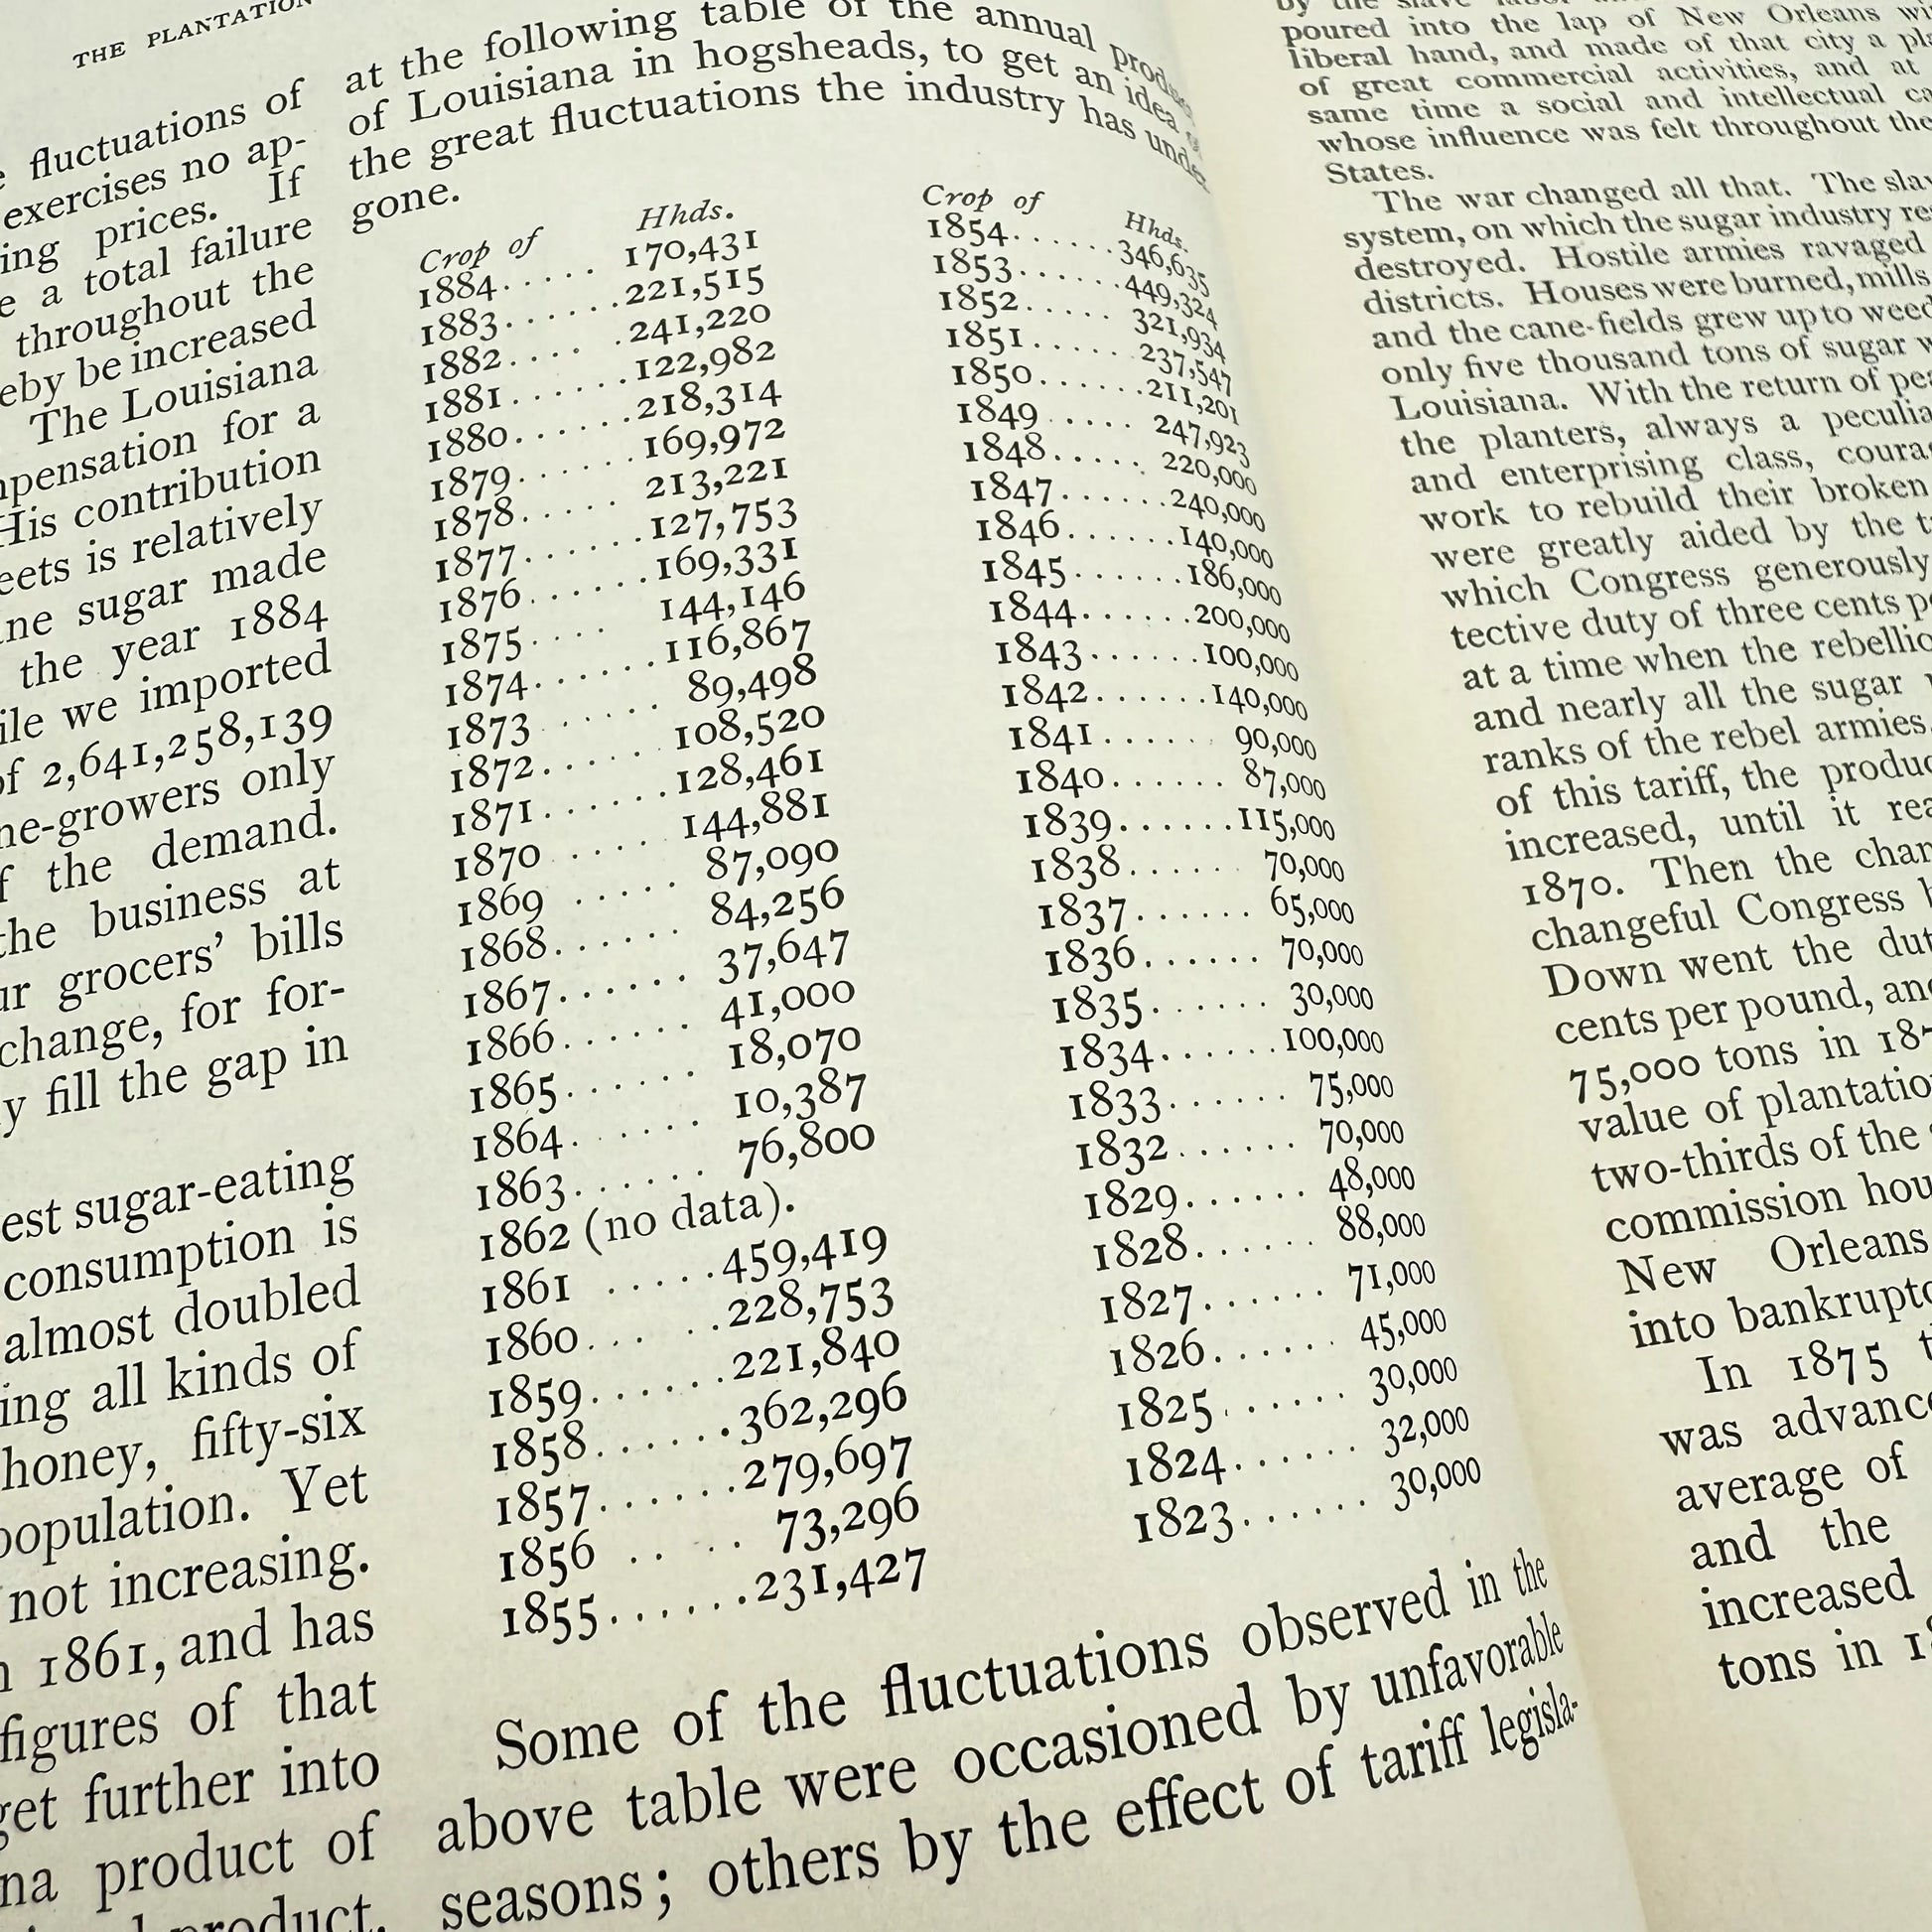 THE PLANTATION
fluctuations of
exercises no ap-
prices. If
a total failure
throughout the
be increased
The Louisiana
for a
His contribution
is relatively
sugar made
the year 1884
we imported
2,641,258,139
only
the demand.
the business at
grocers' bills
change, for for-
fill the gap in
sugar-eating
consumption is
almost doubled
all kinds of
honey, fifty-six
population. Yet
not increasing.
1861, and has
figures of that
get further into
product of
product.
at the following table of the annual
of Louisiana in hogsheads, to get an idea
the great fluctuations the industry has under-
gone.
Crop of Hhds.
1884...... 170,431
1883...... 221,515
1882...... 241,220
1881...... 122,982
1880...... 218,314
1879...... 169,972
1878...... 213,221
1877...... 127,753
1876...... 169,331
1875...... 144,146
1874...... 116,867
1873...... 89,498
1872...... 108,520
1871...... 128,461
1870...... 144,881
1869...... 87,090
1868...... 84,256
1867...... 37,647
1866...... 41,000
1865...... 18,070
1864...... 10,387
1863...... 76,800
1862 (no data).
1861...... 459,419
1860...... 228,753
1859...... 221,840
1858...... 362,296
1857...... 279,697
1856...... 73,296
1855...... 231,427
Crop of Hhds.
1854...... 346,635
1853...... 449,324
1852...... 321,934
1851...... 237,547
1850...... 211,201
1849...... 247,923
1848...... 220,000
1847...... 240,000
1846...... 140,000
1845...... 186,000
1844...... 200,000
1843...... 100,000
1842...... 140,000
1841...... 90,000
1840...... 87,000
1839...... 115,000
1838...... 70,000
1837...... 65,000
1836...... 70,000
1835...... 30,000
1834...... 100,000
1833...... 75,000
1832...... 70,000
1829...... 48,000
1828...... 88,000
1827...... 71,000
1826...... 45,000
1825...... 30,000
1824...... 32,000
1823...... 30,000
Some of the fluctuations observed in the
above table were occasioned by unfavorable
seasons; others by the effect of tariff legisla-
by the slave labor
poured into the lap of New Orleans
liberal hand, and made of that city a
of great commercial activities, and at
same time a social and intellectual
whose influence was felt throughout the
States.
The war changed all that. The
system, on which the sugar industry
destroyed. Hostile armies ravaged
districts. Houses were burned, mills
and the cane-fields grew up to
only five thousand tons of sugar
Louisiana. With the return of
the planters, always a
and enterprising class,
work to rebuild their broken
were greatly aided by the
which Congress generously
tective duty of three cents
at a time when the
and nearly all the sugar
ranks of the rebel armies.
of this tariff, the
increased, until it
1870. Then the
changeful Congress
Down went the
cents per pound,
75,000 tons in
value of
two-thirds of the
commission
New Orleans
into
In 1875
was
average of
and the
increased
tons in